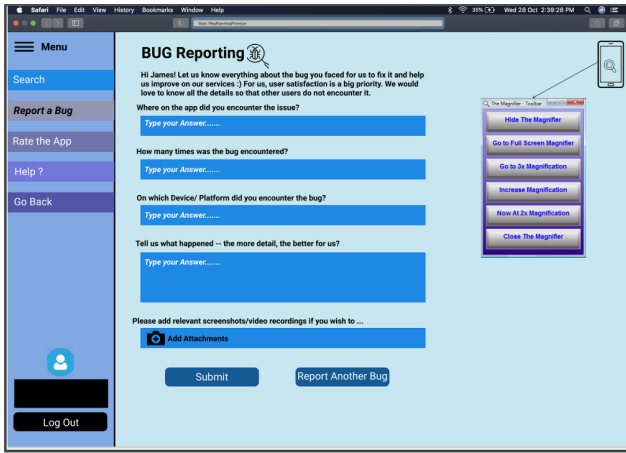 Safari File Edit View History Bookmarks Window Help 35% Wed 28 Oct 2:39:28 PM
Menu
Search
Report a Bug
Rate the App
Help ?
Go Back
Log Out
BUG Reporting
Hi James! Let us know everything about the bug you faced for us to fix it and help
us improve on our services :) For us, user satisfaction is a big priority. We would
love to know all the details so that other users do not encounter it.
Where on the app did you encounter the issue?
Type your Answer.......
How many times was the bug encountered?
Type your Answer.......
On which Device/ Platform did you encounter the bug?
Type your Answer.......
Tell us what happened -- the more detail, the better for us?
Type your Answer.......
Please add relevant screenshots/video recordings if you wish to ...
Add Attachments
Submit
Report Another Bug
The Magnifier - Toolbar
Hide The Magnifier
Go to Full Screen Magnifier
Go to 3x Magnification
Increase Magnification
Now At 2x Magnification
Close The Magnifier